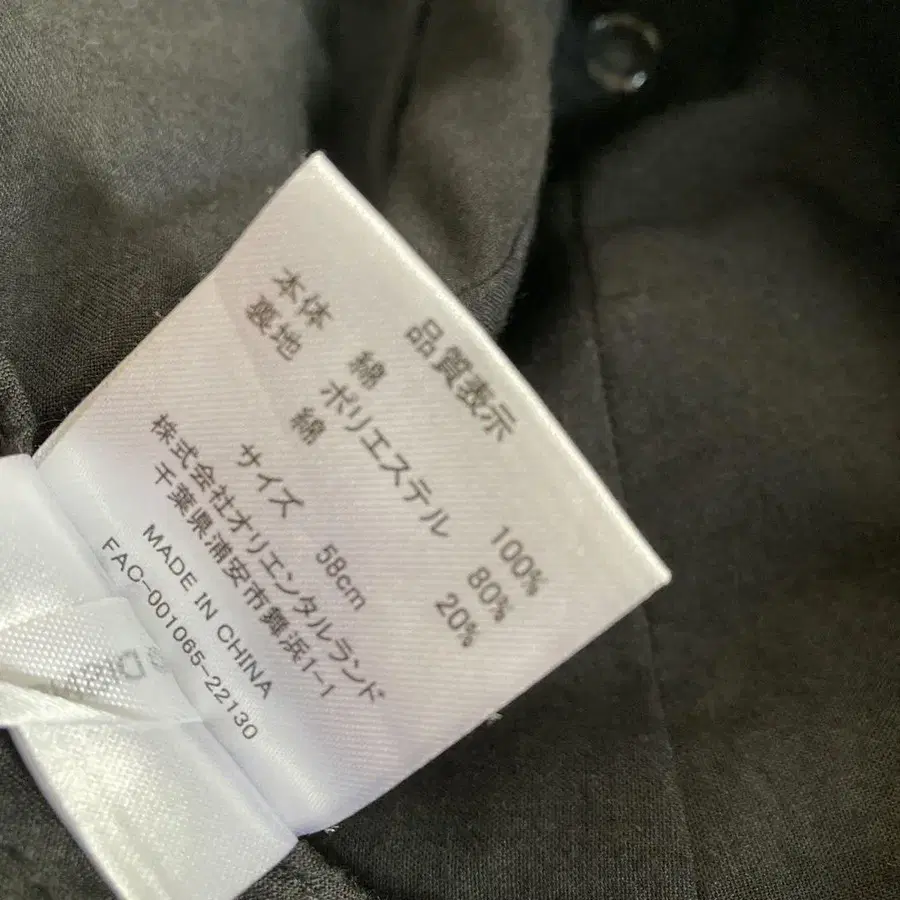 品質表示
本体 綿 100%
裏地 ポリエステル 80%
綿 20%
サイズ 58cm
株式会社オリエンタルランド
千葉県浦安市舞浜1-1
MADE IN CHINA
FAC-001065-22130